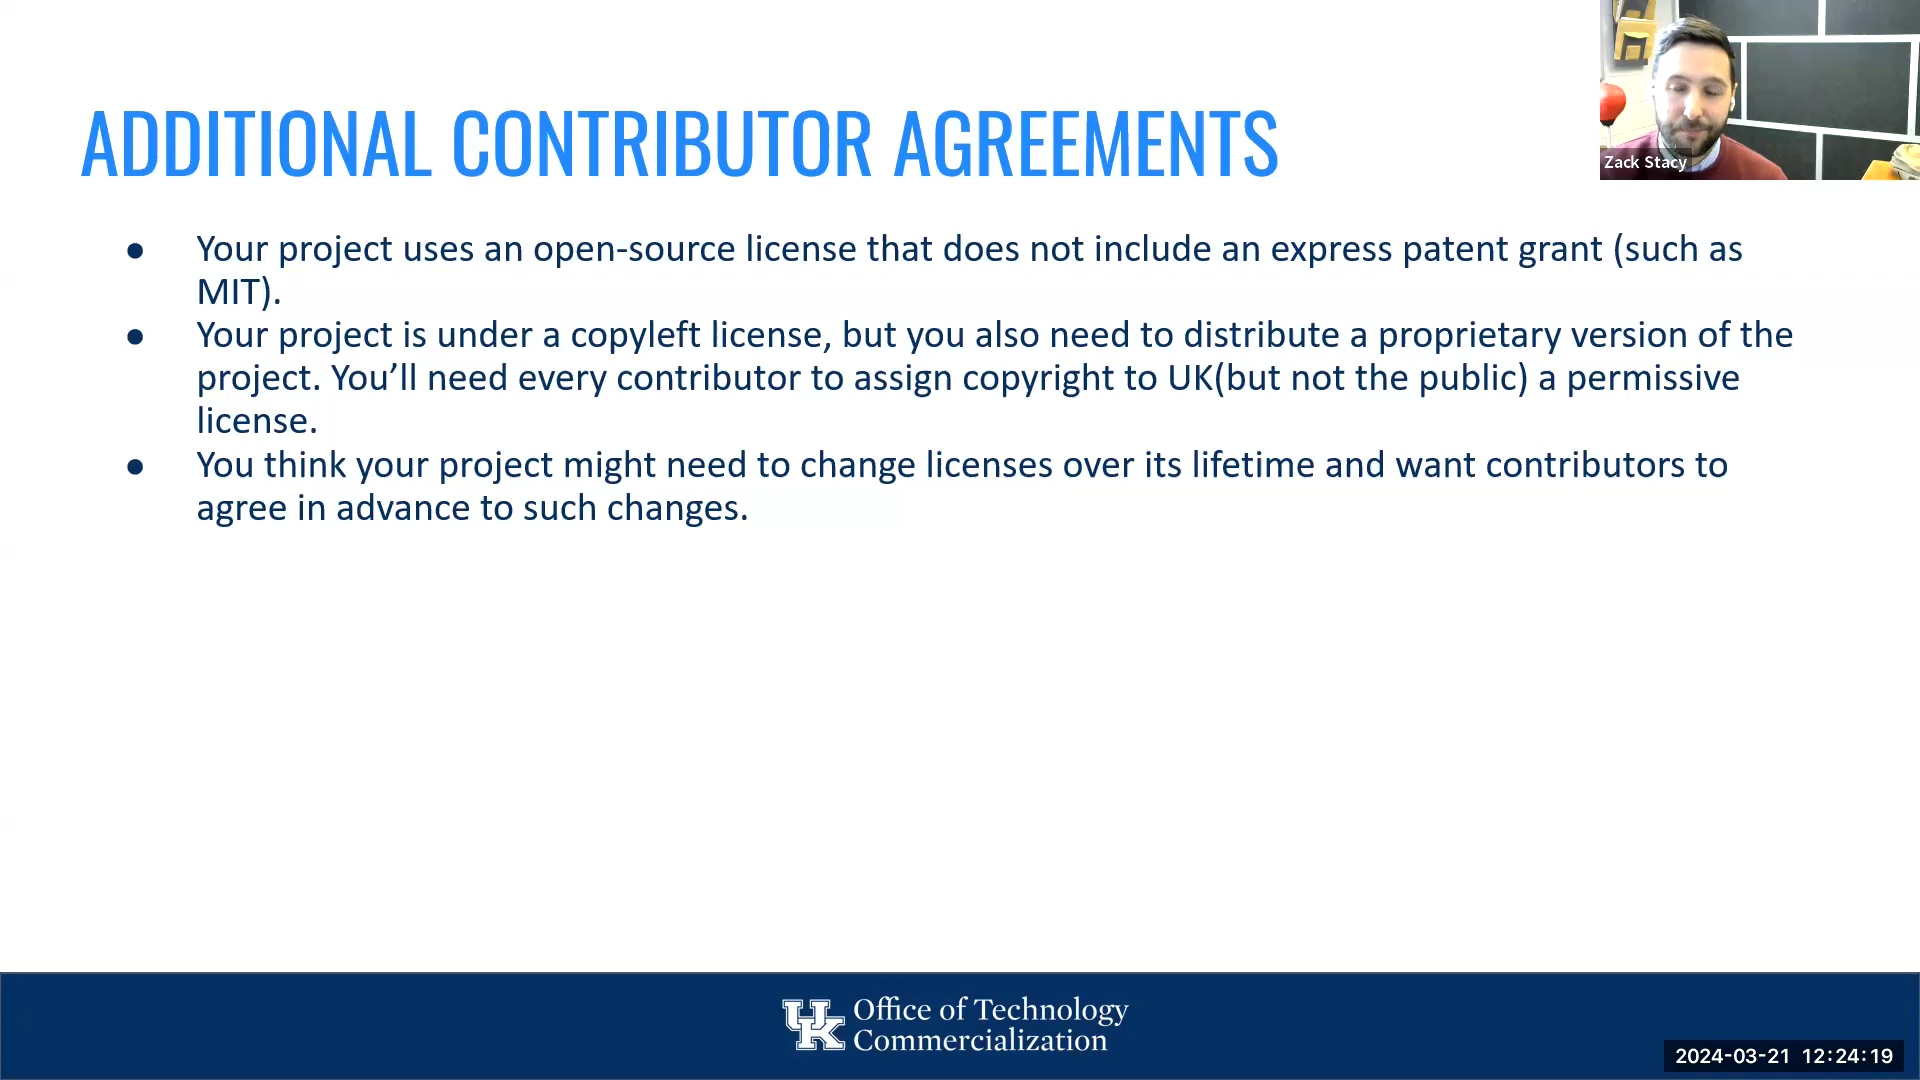 ADDITIONAL CONTRIBUTOR AGREEMENTS
Zack Stacy
● Your project uses an open-source license that does not include an express patent grant (such as
MIT).
● Your project is under a copyleft license, but you also need to distribute a proprietary version of the
project. You’ll need every contributor to assign copyright to UK(but not the public) a permissive
license.
● You think your project might need to change licenses over its lifetime and want contributors to
agree in advance to such changes.
UK Office of Technology
Commercialization
2024-03-21 12:24:19